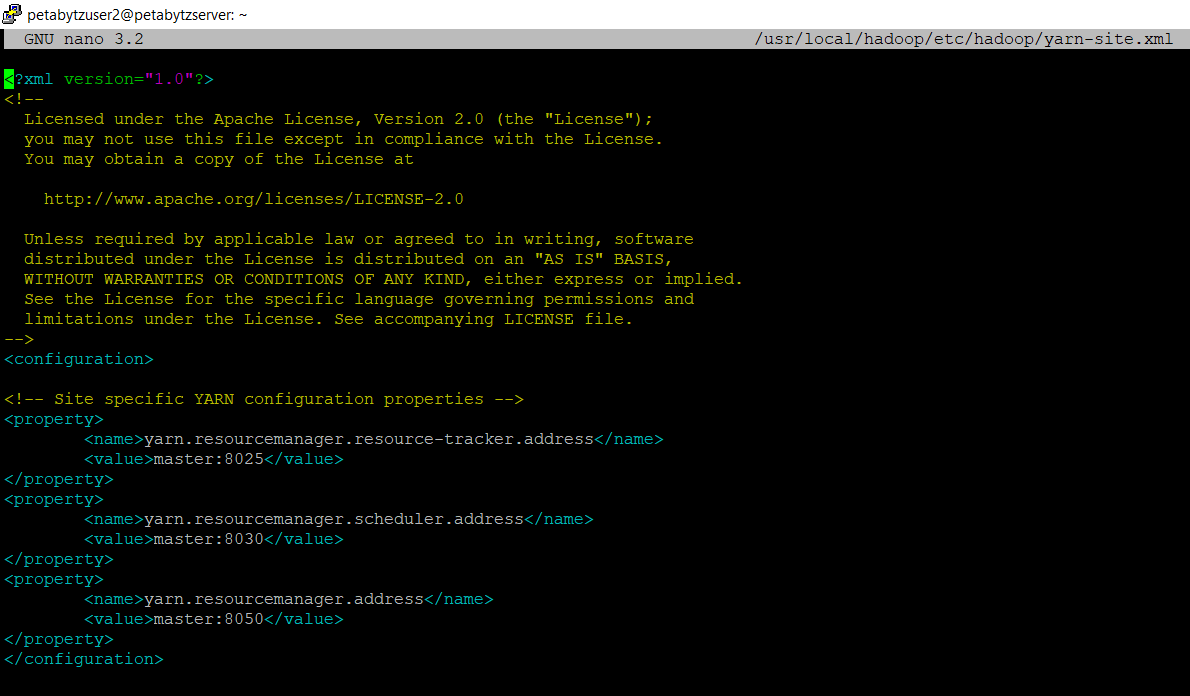 petabytzuser2@petabytzserver: ~
GNU nano 3.2 /usr/local/hadoop/etc/hadoop/yarn-site.xml
<?xml version="1.0"?>
<!--
Licensed under the Apache License, Version 2.0 (the "License");
you may not use this file except in compliance with the License.
You may obtain a copy of the License at
http://www.apache.org/licenses/LICENSE-2.0
Unless required by applicable law or agreed to in writing, software
distributed under the License is distributed on an "AS IS" BASIS,
WITHOUT WARRANTIES OR CONDITIONS OF ANY KIND, either express or implied.
See the License for the specific language governing permissions and
limitations under the License. See accompanying LICENSE file.
-->
<configuration>
<!-- Site specific YARN configuration properties -->
<property>
<name>yarn.resourcemanager.resource-tracker.address</name>
<value>master:8025</value>
</property>
<property>
<name>yarn.resourcemanager.scheduler.address</name>
<value>master:8030</value>
</property>
<property>
<name>yarn.resourcemanager.address</name>
<value>master:8050</value>
</property>
</configuration>